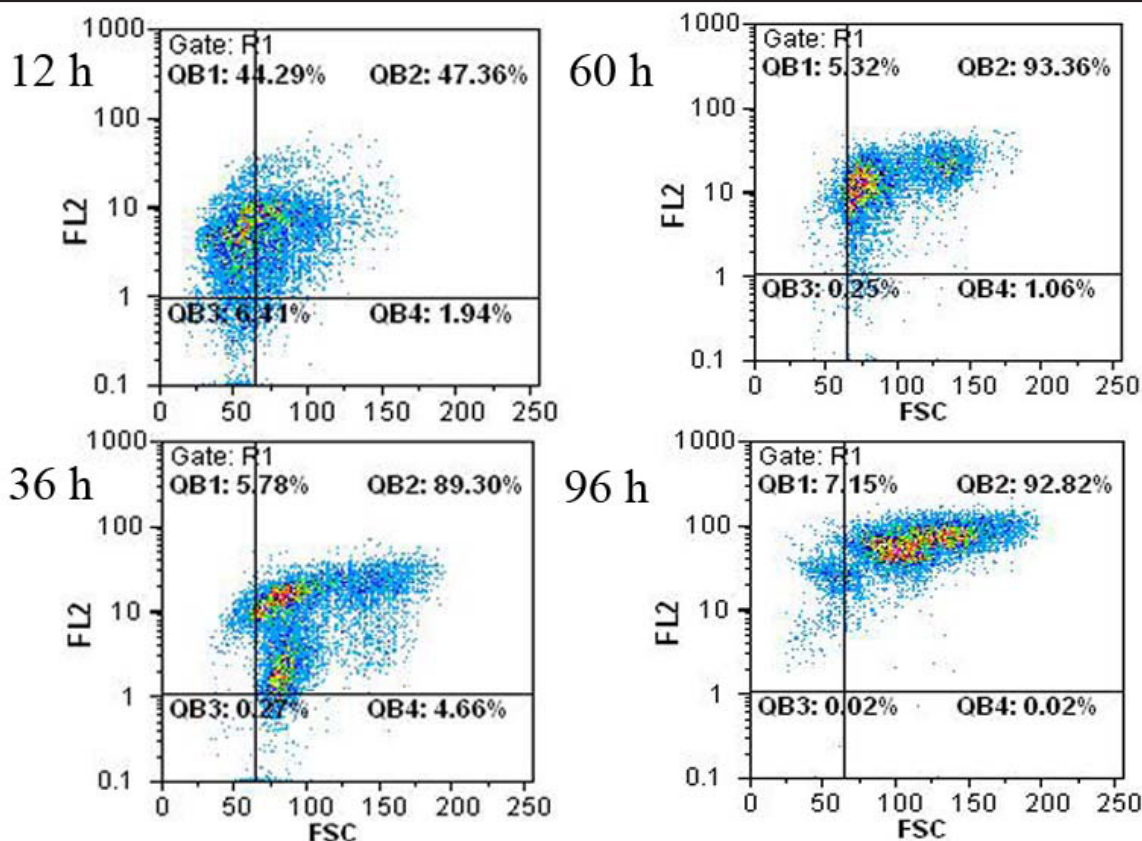 12 h
1000
Gate: R1
QB1: 44.29% QB2: 47.36%
100
10
1
QB3: 6.41% QB4: 1.94%
0.1
FL2
0 50 100 150 200 250
60 h
1000
Gate: R1
QB1: 5.32% QB2: 93.36%
100
10
1
QB3: 0.25% QB4: 1.06%
0.1
FL2
0 50 100 150 200 250
FSC
36 h
1000
Gate: R1
QB1: 5.78% QB2: 89.30%
100
10
1
QB3: 0.27% QB4: 4.66%
0.1
FL2
0 50 100 150 200 250
FSC
96 h
1000
Gate: R1
QB1: 7.15% QB2: 92.82%
100
10
1
QB3: 0.02% QB4: 0.02%
0.1
FL2
0 50 100 150 200 250
FSC